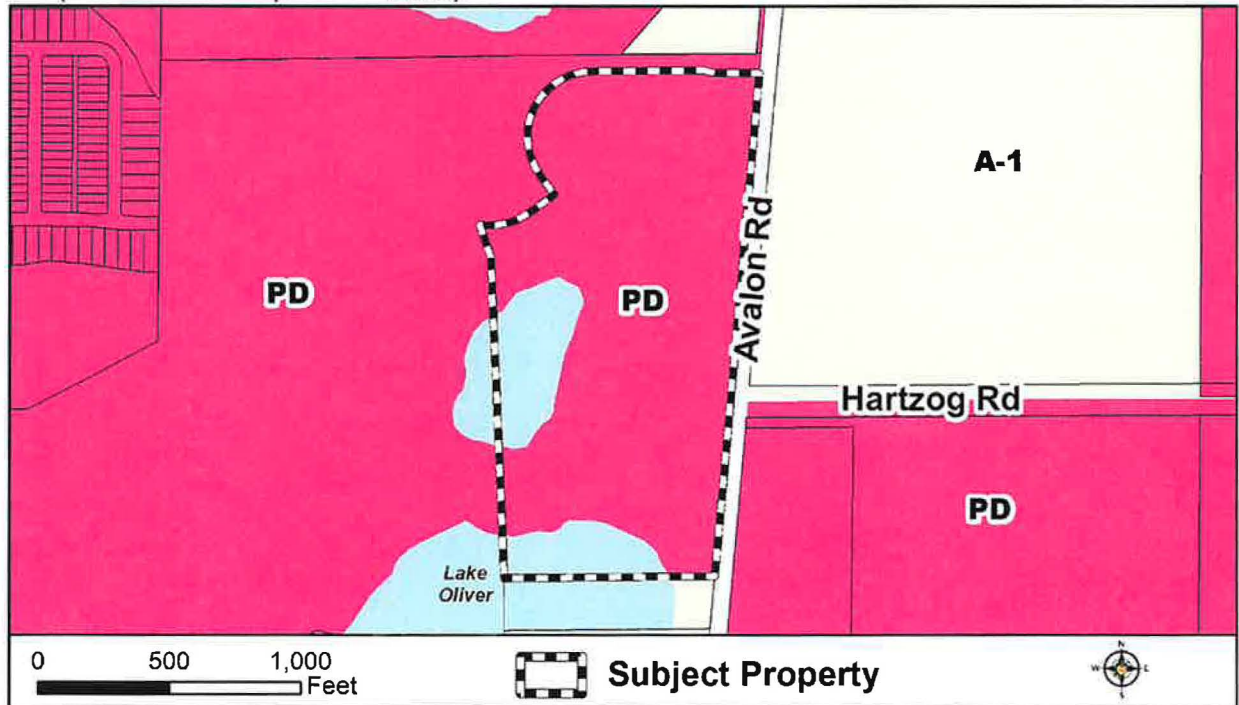 A-1
Avalon Rd
PD
PD
Hartzog Rd
PD
Lake
Oliver
0 500 1,000
Feet
Subject Property
N
W E
S